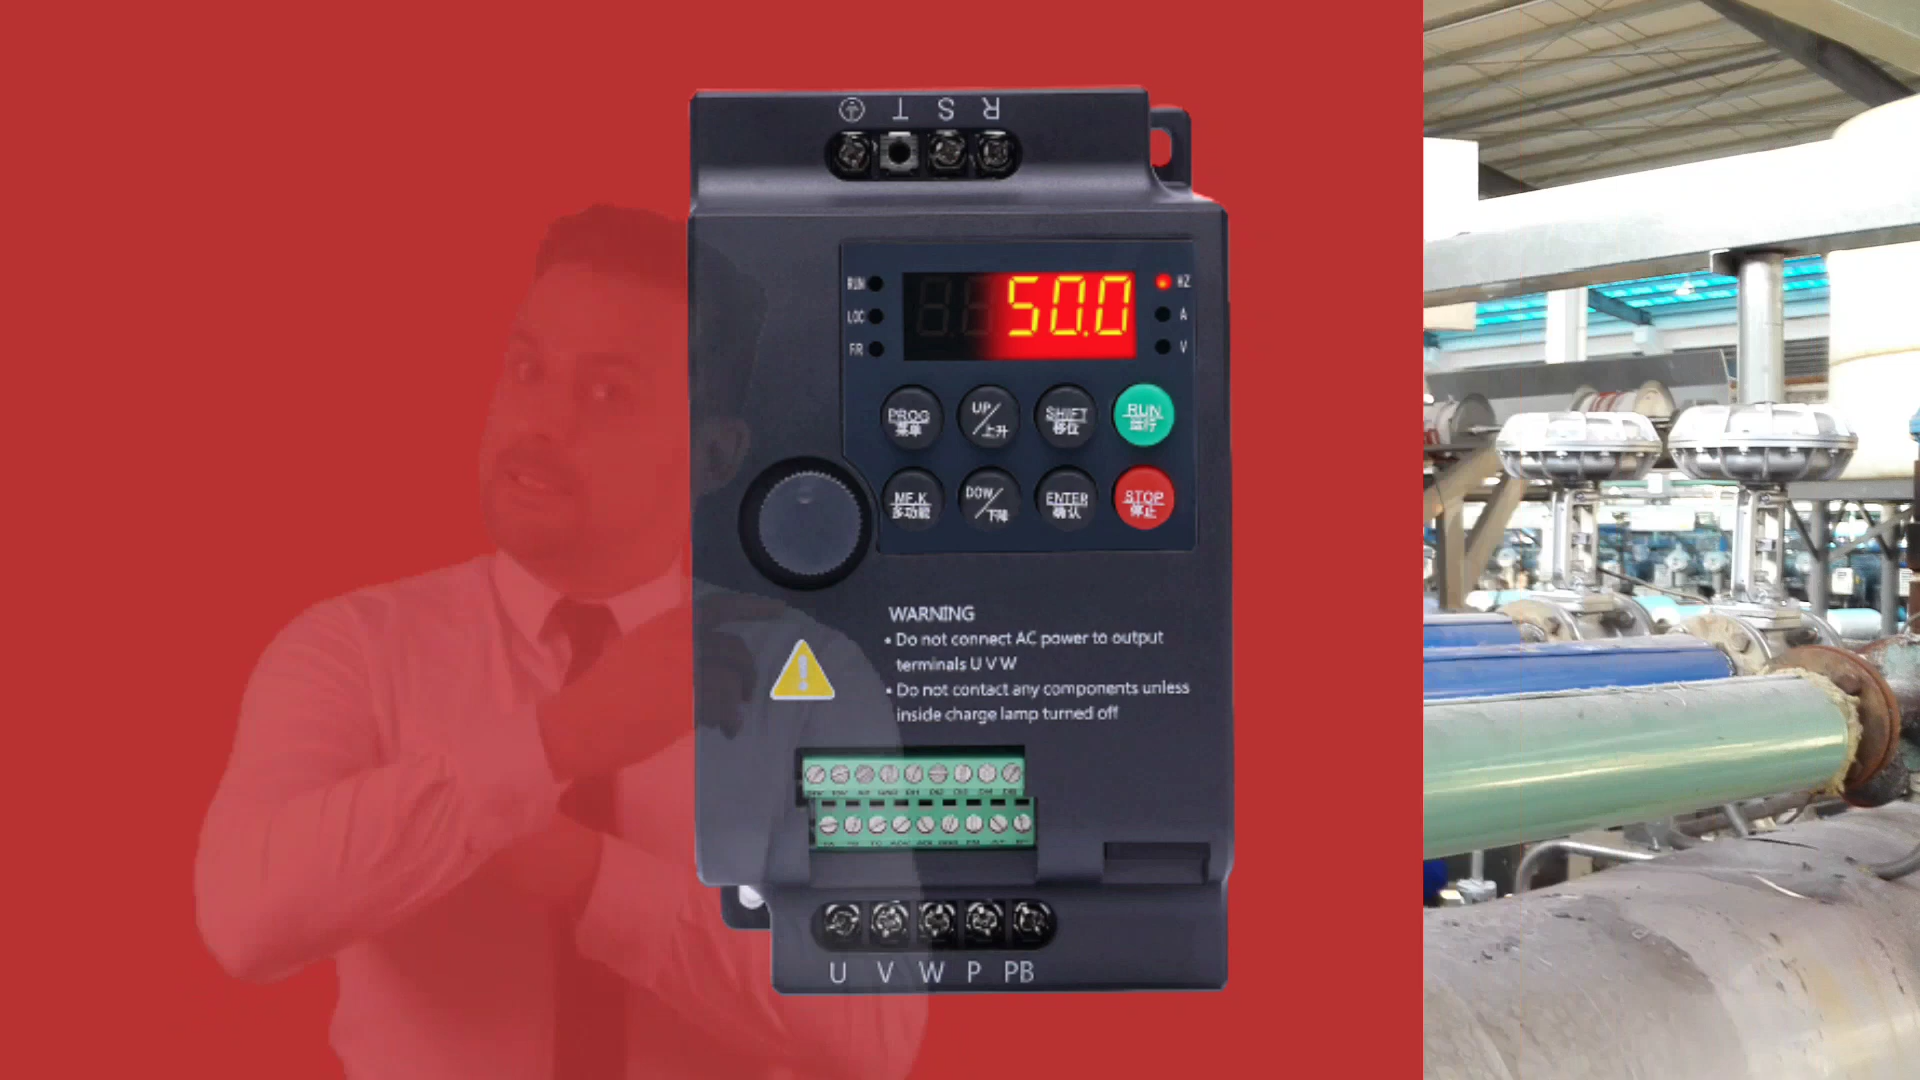 T S R
RUN
LOC
FR
50.0
HZ
A
V
PROG
菜单
UP/上升
SHIFT
移位
RUN
运行
MF.K
多功能
DOW/下降
ENTER
确认
STOP
停止
WARNING
• Do not connect AC power to output
terminals U V W
• Do not contact any components unless
inside charge lamp turned off
U V W P PB